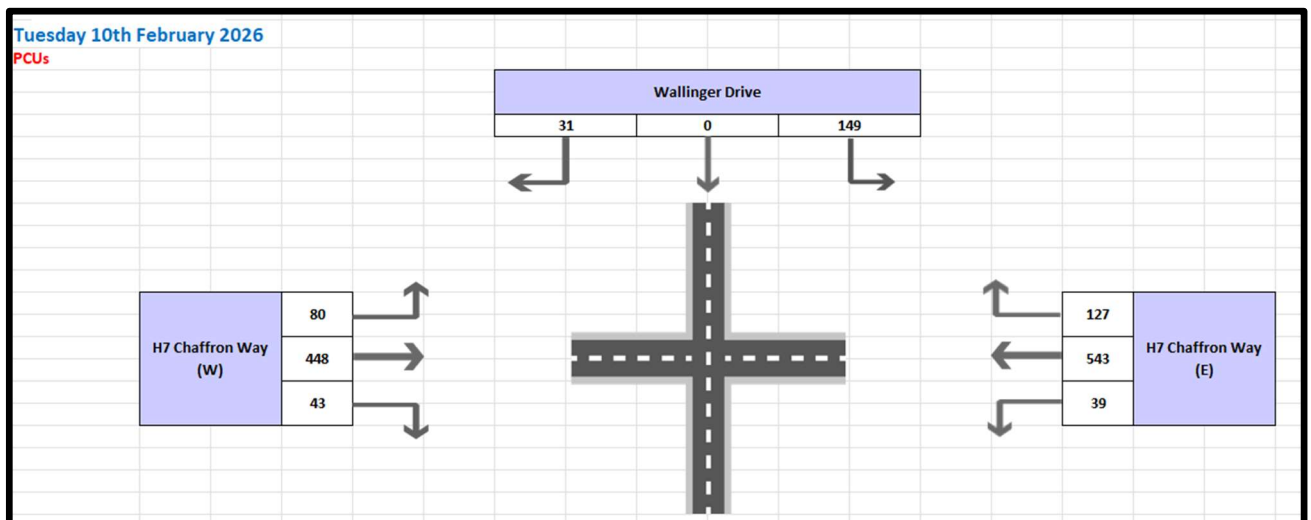 Tuesday 10th February 2026
PCUs
Wallinger Drive
31 0 149
80
448
43
H7 Chaffron Way
(W)
127
543
39
H7 Chaffron Way
(E)